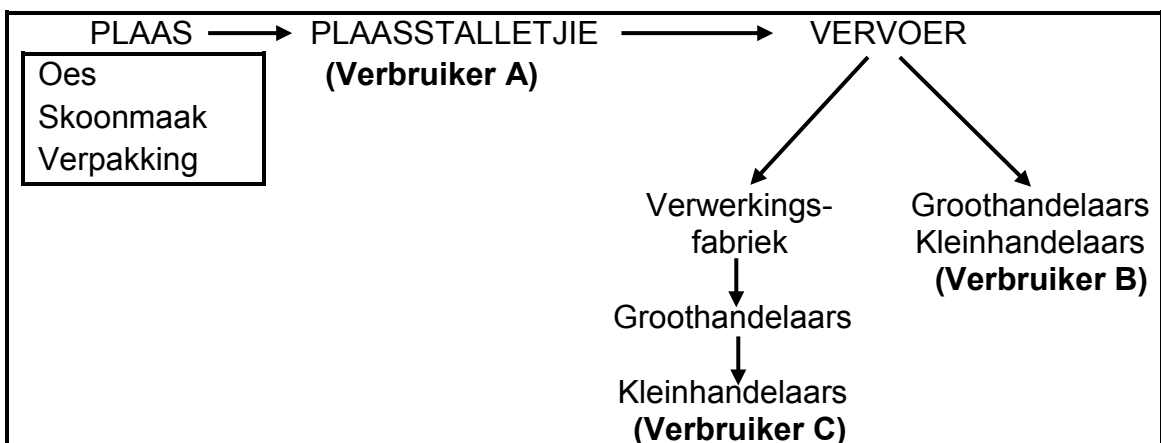 PLAAS PLAASSTALLETJIE VERVOER
(Verbruiker A)
Oes
Skoonmaak
Verpakking
Verwerkings-
fabriek
Groothandelaars
Kleinhandelaars
(Verbruiker C)
Groothandelaars
Kleinhandelaars
(Verbruiker B)